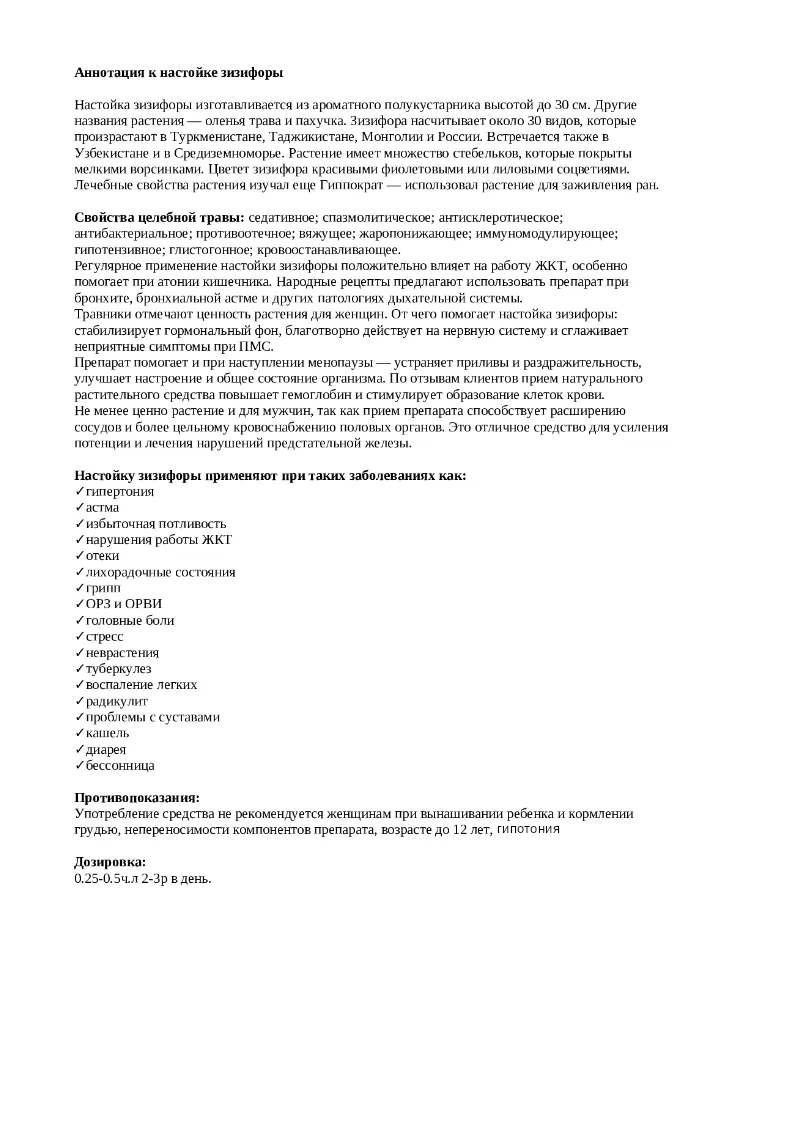 Аннотация к настойке зизифоры
Настойка зизифоры изготавливается из ароматного полукустарника высотой до 30 см. Другие
названия растения — оленья трава и пахучка. Зизифора насчитывает около 30 видов, которые
произрастают в Туркменистане, Таджикистане, Монголии и России. Встречается также в
Узбекистане и в Средиземноморье. Растение имеет множество стебельков, которые покрыты
мелкими ворсинками. Цветет зизифора красивыми фиолетовыми или лиловыми соцветиями.
Лечебные свойства растения изучал еще Гиппократ — использовал растение для заживления ран.
Свойства целебной травы: седативное; спазмолитическое; антисклеротическое;
антибактериальное; противоотечное; вяжущее; жаропонижающее; иммуномодулирующее;
гипотензивное; глистогонное; кровоостанавливающее.
Регулярное применение настойки зизифоры положительно влияет на работу ЖКТ, особенно
помогает при атонии кишечника. Народные рецепты предлагают использовать препарат при
бронхите, бронхиальной астме и других патологиях дыхательной системы.
Травники отмечают ценность растения для женщин. От чего помогает настойка зизифоры:
стабилизирует гормональный фон, благотворно действует на нервную систему и сглаживает
неприятные симптомы при ПМС.
Препарат помогает и при наступлении менопаузы — устраняет приливы и раздражительность,
улучшает настроение и общее состояние организма. По отзывам клиентов прием натурального
растительного средства повышает гемоглобин и стимулирует образование клеток крови.
Не менее ценно растение и для мужчин, так как прием препарата способствует расширению
сосудов и более цельному кровоснабжению половых органов. Это отличное средство для усиления
потенции и лечения нарушений предстательной железы.
Настойку зизифоры применяют при таких заболеваниях как:
✓гипертония
✓астма
✓избыточная потливость
✓нарушения работы ЖКТ
✓отеки
✓лихорадочные состояния
✓грипп
✓ОРЗ и ОРВИ
✓головные боли
✓стресс
✓неврастения
✓туберкулез
✓воспаление легких
✓радикулит
✓проблемы с суставами
✓кашель
✓диарея
✓бессонница
Противопоказания:
Употребление средства не рекомендуется женщинам при вынашивании ребенка и кормлении
грудью, непереносимости компонентов препарата, возрасте до 12 лет, гипотония
Дозировка:
0.25-0.5ч.л 2-3р в день.